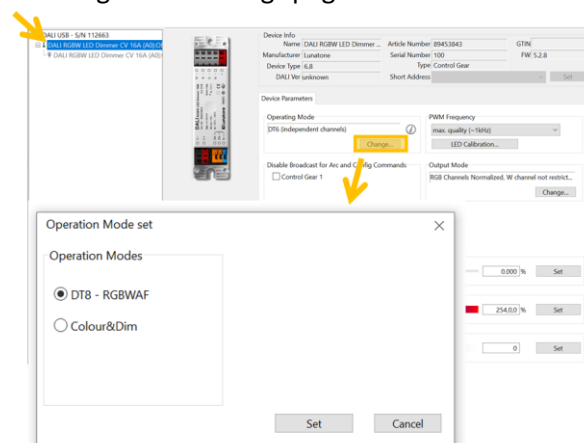 DALI USB - S/N 112663
DALI RGBW LED Dimmer CV 16A (A0)
DALI RGBW LED Dimmer CV 16A (A0)
Device Info
Name DALI RGBW LED Dimmer ... Article Number 89453843 GTIN
Manufacturer Lunatone Serial Number 100 FW 5.2.8
Device Type 6,8 Type Control Gear
DALI Ver unknown Short Address Set
Device Parameters
Operating Mode PWM Frequency
DT6 (independent channels) max. quality (~1kHz)
Change... LED Calibration...
Disable Broadcast for Arc and Config Commands Output Mode
Control Gear 1 RGB Channels Normalized, W channel not restrict...
Change...
Operation Mode set
Operation Modes
DT8 - RGBWAF
Colour&Dim
Set Cancel
0.000 % Set
254,0,0 % Set
0 Set